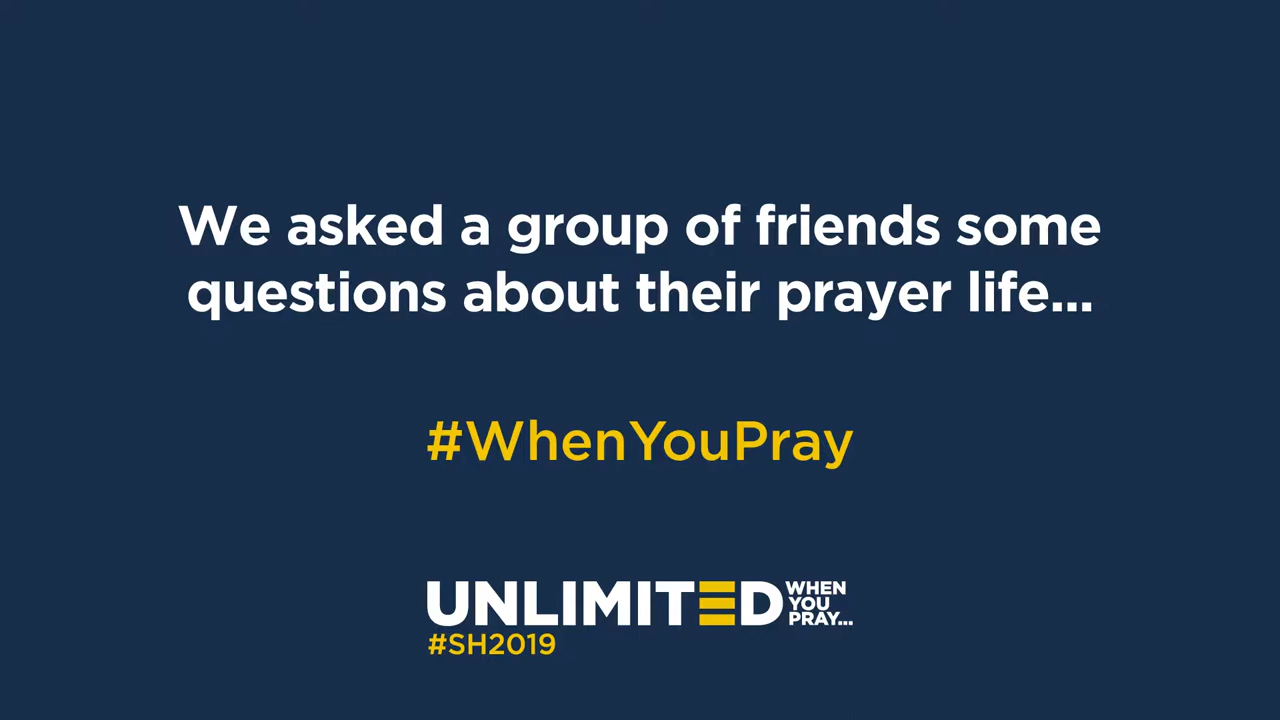 We asked a group of friends some
questions about their prayer life...
#WhenYouPray
UNLIMITED
WHEN
YOU
PRAY...
#SH2019